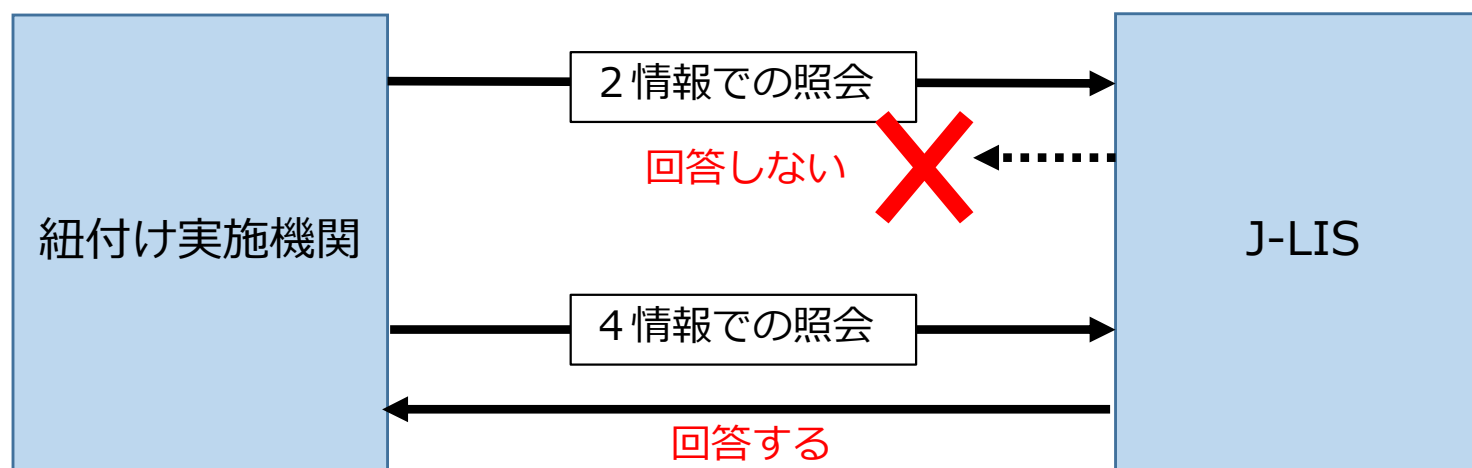 ２情報での照会
回答しない
紐付け実施機関
J-LIS
４情報での照会
回答する